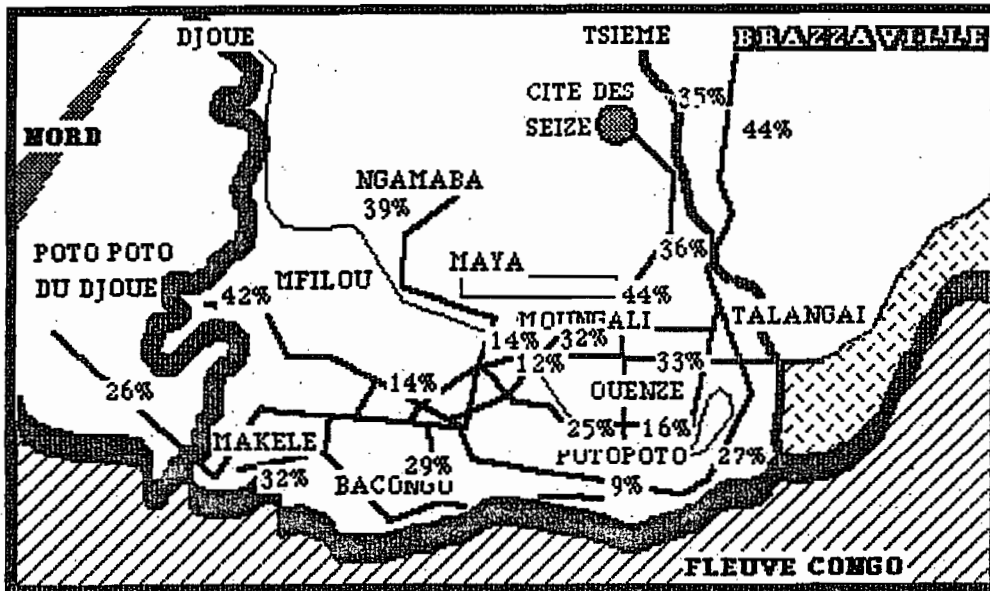 DJOUE
TSIEME
BRAZZAVILLE
CITE DES
SEIZE
35%
44%
NORD
NGAMABA
39%
POTO POTO
DU DJOUE
MFILOU
MAYA
36%
42%
44%
MOUNGALI
TALANGAI
14%
32%
12%
33%
26%
14%
OUENZE
25%
16%
MAKELE
POTOPOTO
27%
32%
29%
BACONGO
9%
FLEUVE CONGO